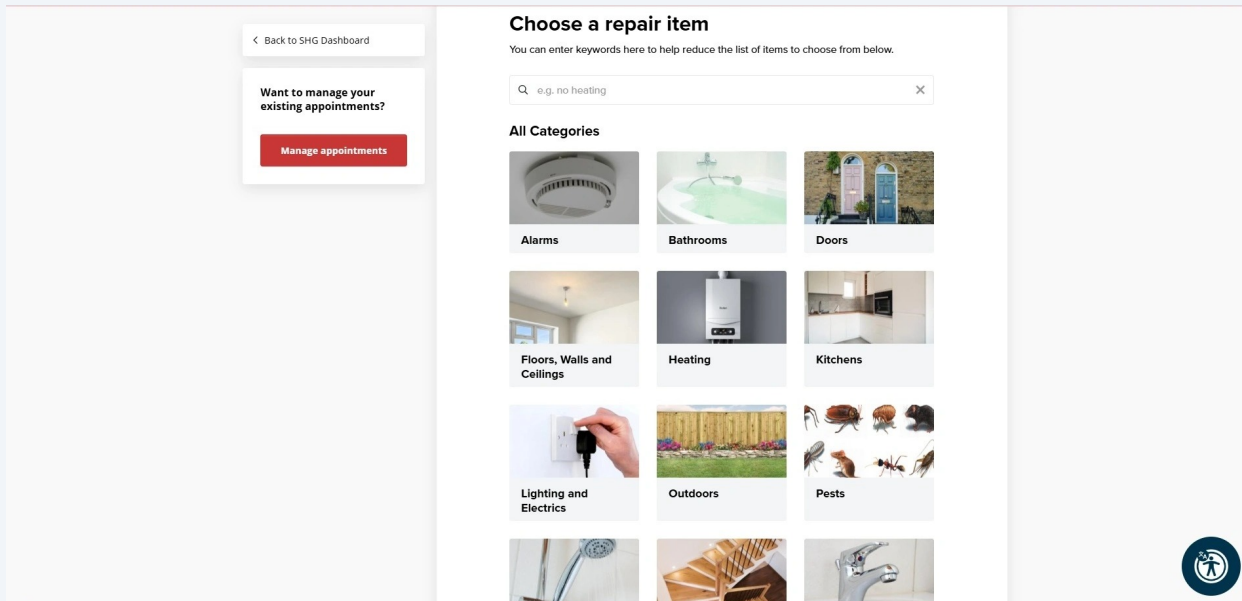 Back to SHG Dashboard
Want to manage your
existing appointments?
Manage appointments
Choose a repair item
You can enter keywords here to help reduce the list of items to choose from below.
e.g. no heating
All Categories
Alarms
Bathrooms
Doors
Floors, Walls and
Ceilings
Heating
Kitchens
Lighting and
Electrics
Outdoors
Pests